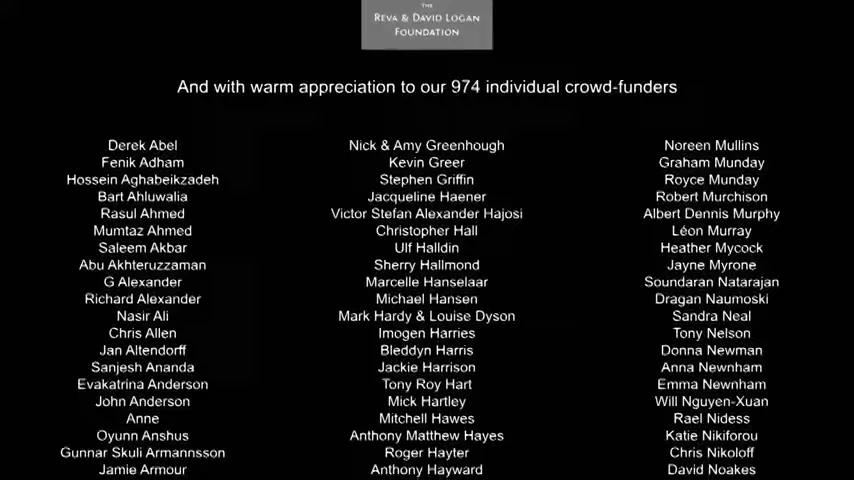 THE
REVA & DAVID LOGAN
FOUNDATION
And with warm appreciation to our 974 individual crowd-funders
Derek Abel
Fenik Adham
Hossein Aghabeikzadeh
Bart Ahluwalia
Rasul Ahmed
Mumtaz Ahmed
Saleem Akbar
Abu Akhteruzzaman
G Alexander
Richard Alexander
Nasir Ali
Chris Allen
Jan Altendorff
Sanjesh Ananda
Evakatrina Anderson
John Anderson
Anne
Oyunn Anshus
Gunnar Skuli Armannsson
Jamie Armour
Nick & Amy Greenhough
Kevin Greer
Stephen Griffin
Jacqueline Haener
Victor Stefan Alexander Hajosi
Christopher Hall
Ulf Halldin
Sherry Hallmond
Marcelle Hanselaar
Michael Hansen
Mark Hardy & Louise Dyson
Imogen Harries
Bleddyn Harris
Jackie Harrison
Tony Roy Hart
Mick Hartley
Mitchell Hawes
Anthony Matthew Hayes
Roger Hayter
Anthony Hayward
Noreen Mullins
Graham Munday
Royce Munday
Robert Murchison
Albert Dennis Murphy
Léon Murray
Heather Mycock
Jayne Myrone
Soundaran Natarajan
Dragan Naumoski
Sandra Neal
Tony Nelson
Donna Newman
Anna Newnham
Emma Newnham
Will Nguyen-Xuan
Rael Nidess
Katie Nikiforou
Chris Nikoloff
David Noakes